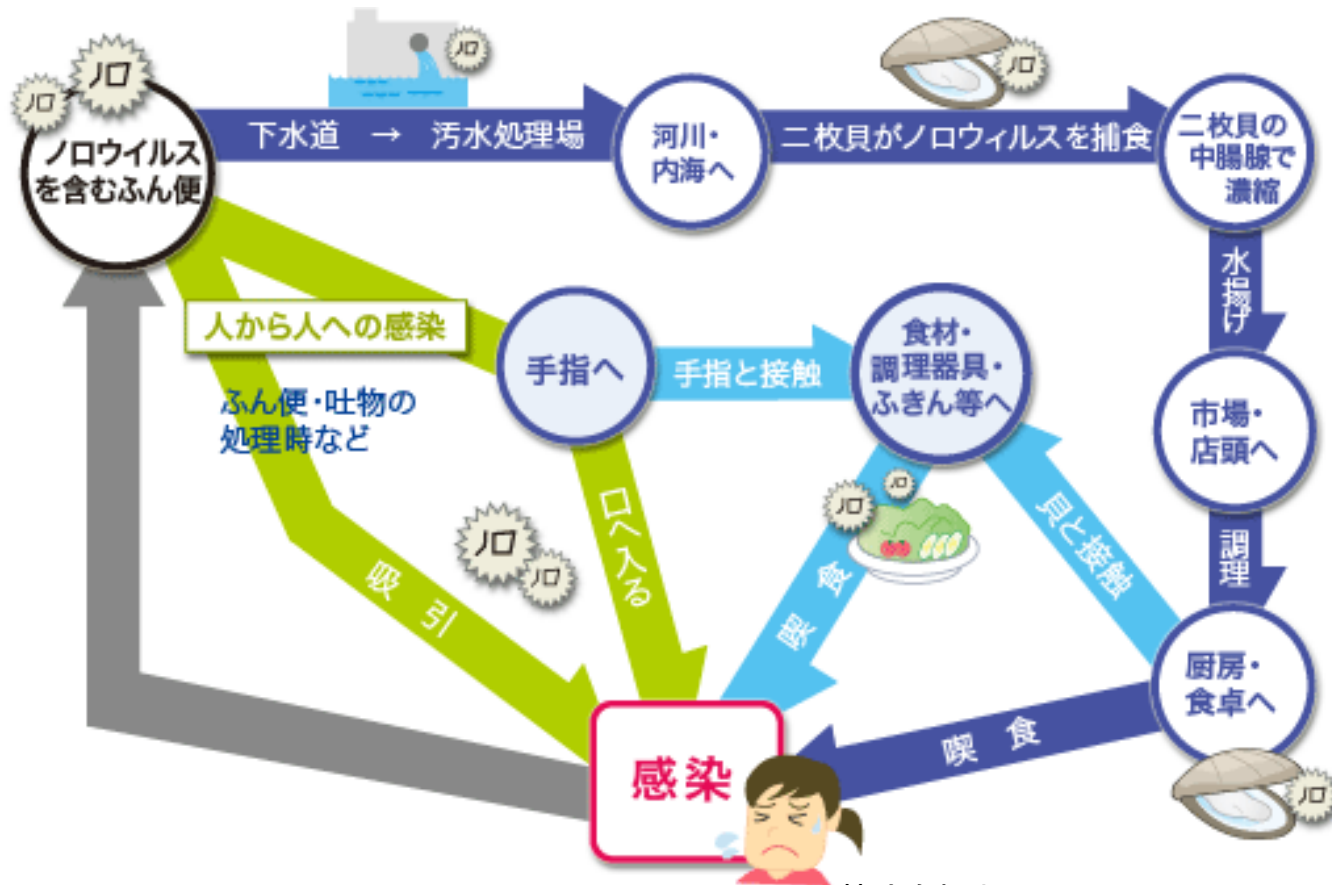 ノロ
ノロ
ノロウイルス
を含むふん便
下水道 → 汚水処理場
ノロ
河川・
内海へ
二枚貝がノロウィルスを捕食
ノロ
二枚貝の
中腸腺で
濃縮
水揚げ
市場・
店頭へ
調理
厨房・
食卓へ
ノロ
人から人への感染
ふん便・吐物の
処理時など
手指へ
手指と接触
食材・
調理器具・
ふきん等へ
貝と接触
ノロ
ノロ
喫食
口へ入る
ノロ
ノロ
吸引
喫食
感染